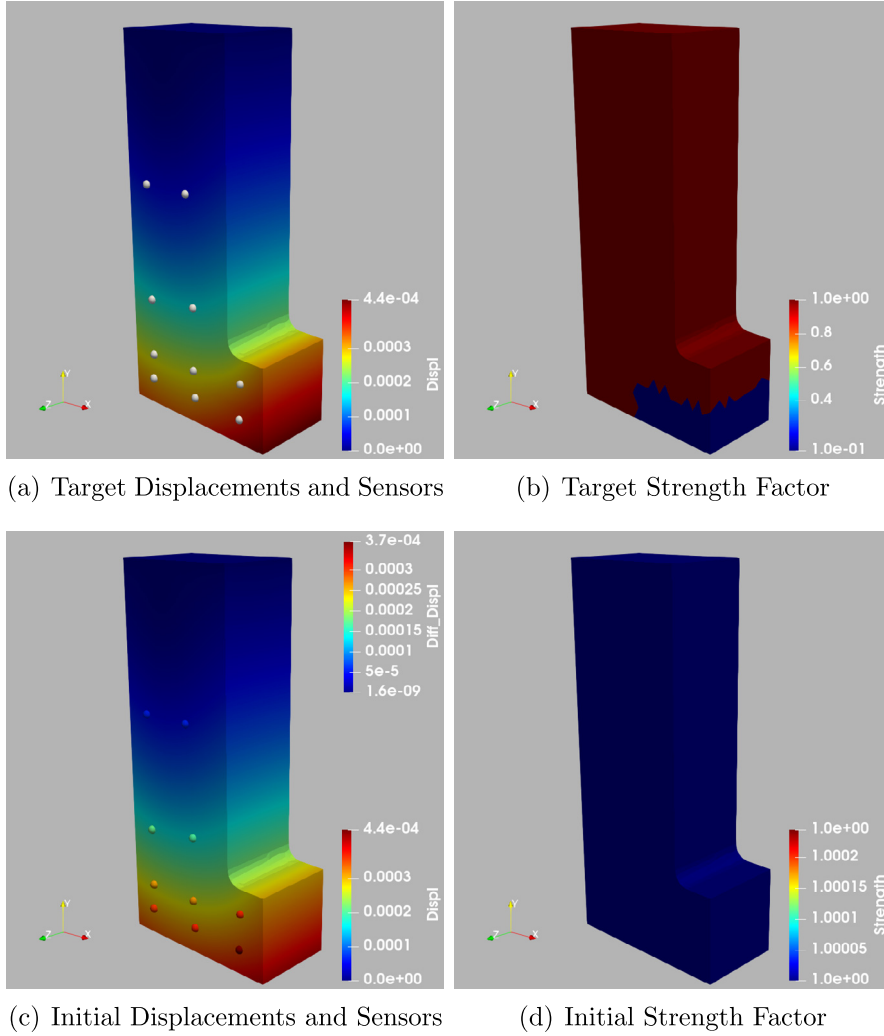 4.4e-04
0.0003
0.0002
0.0001
0.0e+00
Displ
Y
Z
X
(a) Target Displacements and Sensors
1.0e+00
0.8
0.6
0.4
1.0e-01
Strength
Y
Z
X
(b) Target Strength Factor
3.7e-04
0.0003
0.00025
0.0002
0.00015
0.0001
5e-5
1.6e-09
Diff_Displ
4.4e-04
0.0003
0.0002
0.0001
0.0e+00
Displ
Y
Z
X
(c) Initial Displacements and Sensors
1.0e+00
1.0002
1.00015
1.0001
1.00005
1.0e+00
Strength
Y
Z
X
(d) Initial Strength Factor